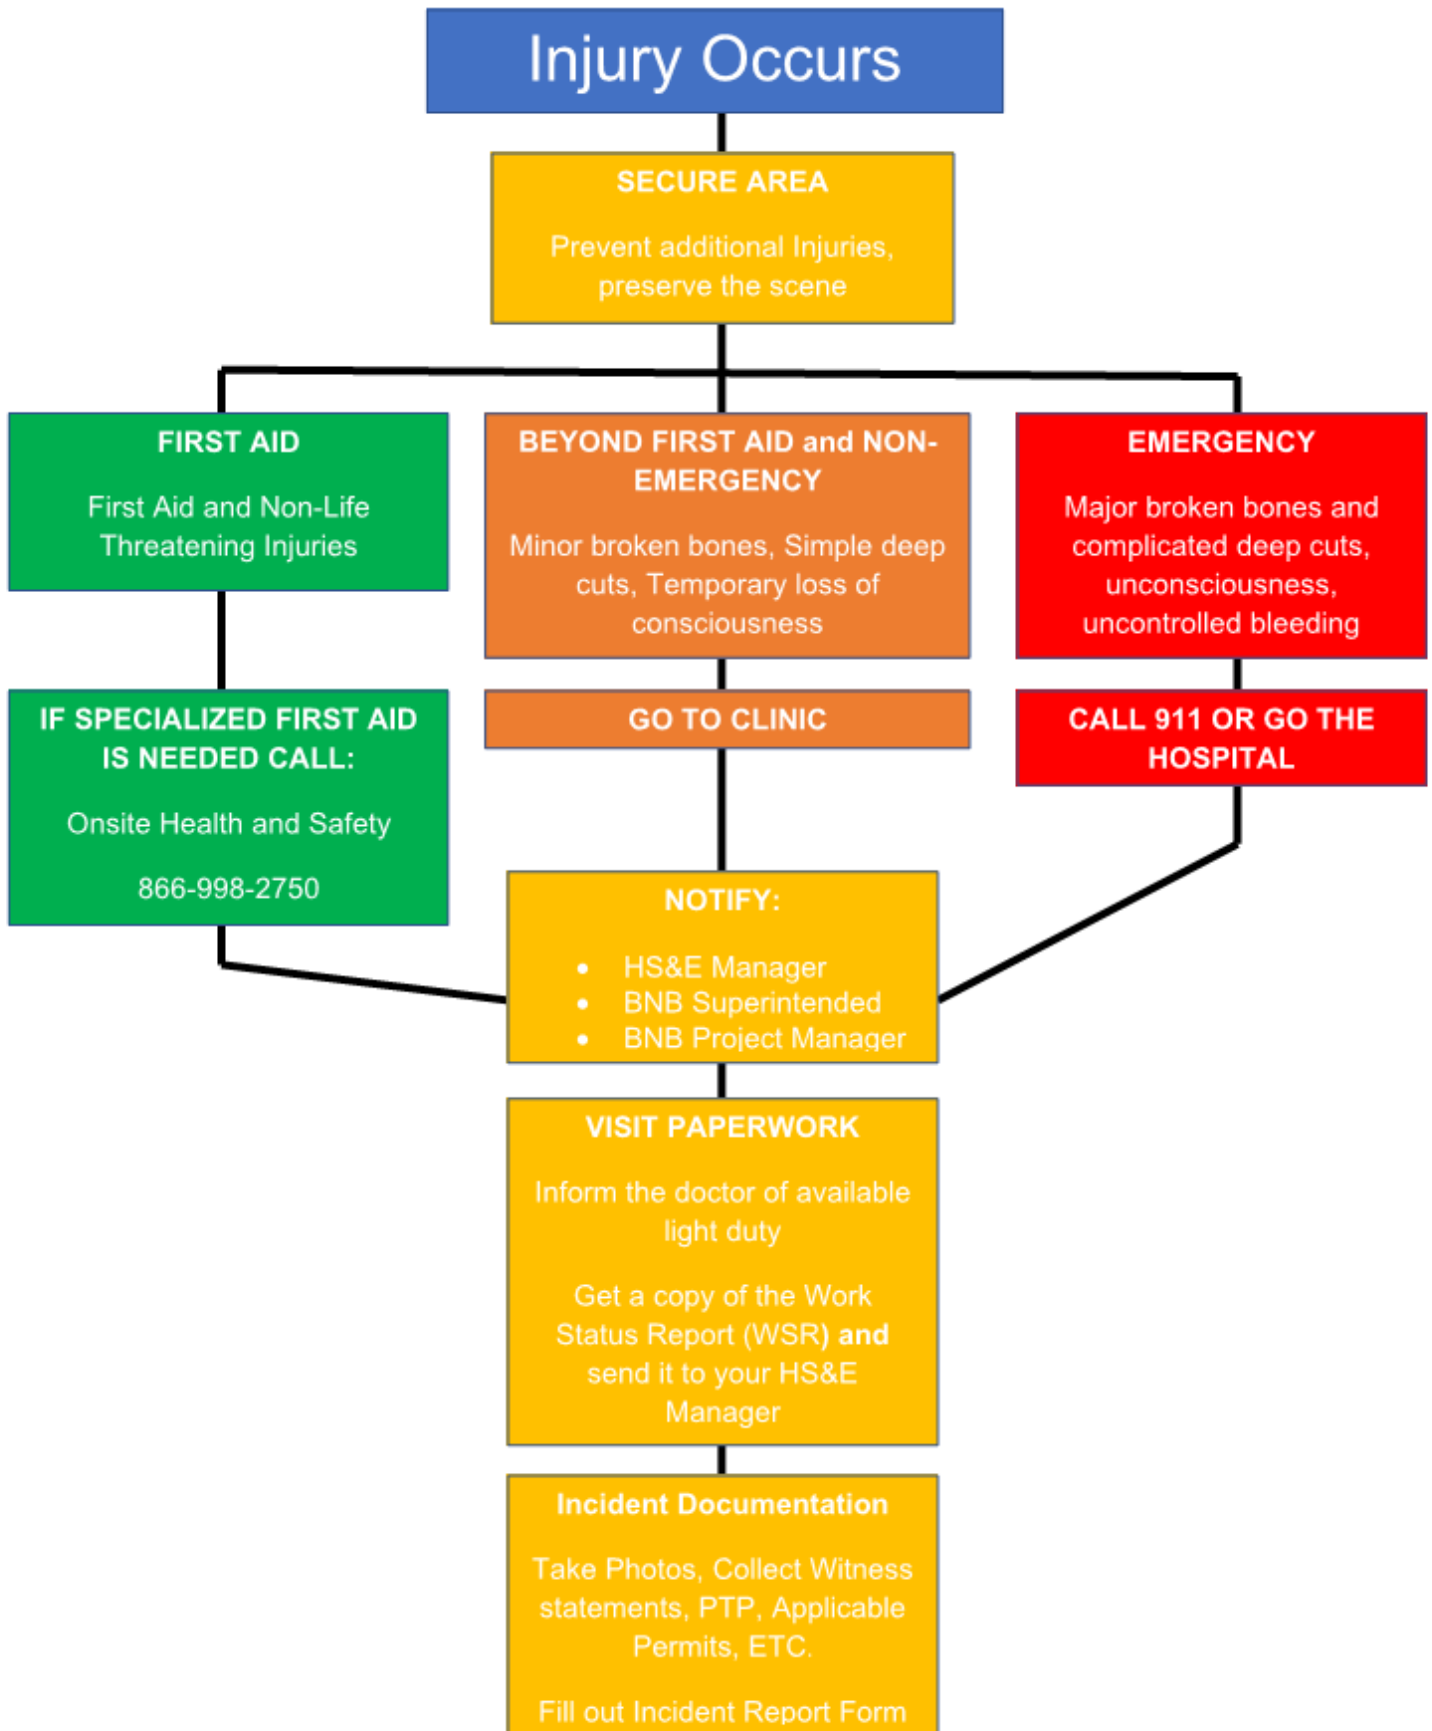 Injury Occurs
SECURE AREA
Prevent additional Injuries,
preserve the scene
FIRST AID
First Aid and Non-Life
Threatening Injuries
BEYOND FIRST AID and NON-
EMERGENCY
Minor broken bones, Simple deep
cuts, Temporary loss of
consciousness
EMERGENCY
Major broken bones and
complicated deep cuts,
unconsciousness,
uncontrolled bleeding
IF SPECIALIZED FIRST AID
IS NEEDED CALL:
Onsite Health and Safety
866-998-2750
GO TO CLINIC
CALL 911 OR GO THE
HOSPITAL
NOTIFY:
• HS&E Manager
• BNB Superintended
• BNB Project Manager
VISIT PAPERWORK
Inform the doctor of available
light duty
Get a copy of the Work
Status Report (WSR) and
send it to your HS&E
Manager
Incident Documentation
Take Photos, Collect Witness
statements, PTP, Applicable
Permits, ETC.
Fill out Incident Report Form